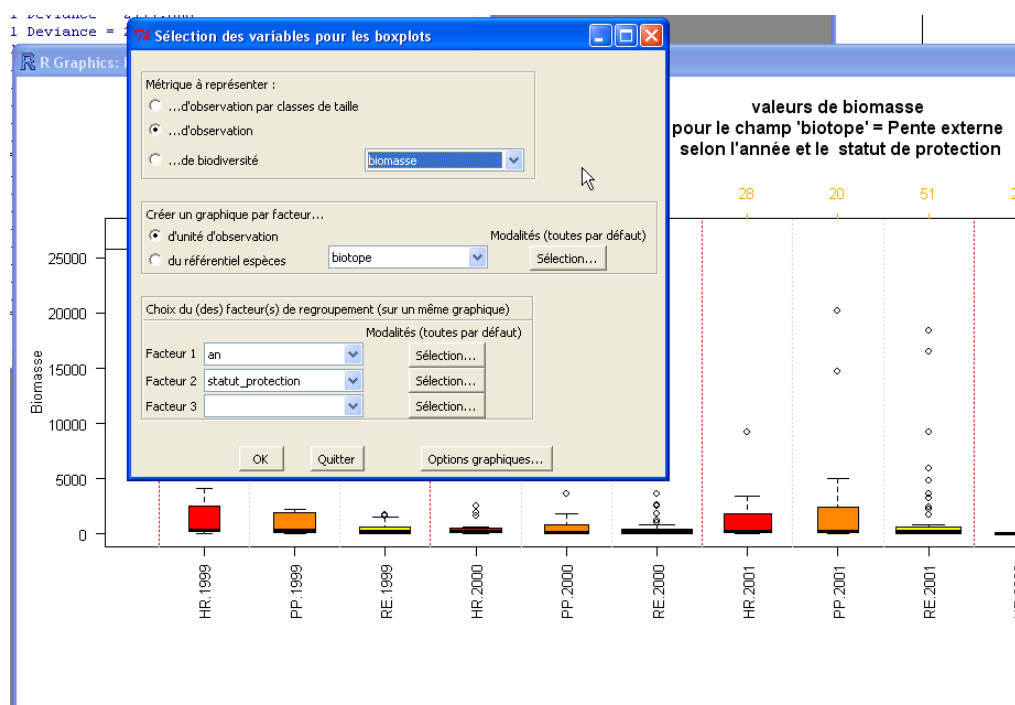 l Deviance = 2
R Graphics:
Sélection des variables pour les boxplots
Métrique à représenter :
...d'observation par classes de taille
...d'observation
...de biodiversité
biomasse
Créer un graphique par facteur...
d'unité d'observation
Modalités (toutes par défaut)
du référentiel espèces
biotope
Sélection...
Choix du (des) facteur(s) de regroupement (sur un même graphique)
Modalités (toutes par défaut)
Facteur 1 an Sélection...
Facteur 2 statut_protection Sélection...
Facteur 3 Sélection...
OK Quitter Options graphiques...
valeurs de biomasse
pour le champ 'biotope' = Pente externe
selon l'année et le statut de protection
28 20 51 2
Biomasse
25000
20000
15000
10000
5000
0
HR.1999
PP.1999
RE.1999
HR.2000
PP.2000
RE.2000
HR.2001
PP.2001
RE.2001